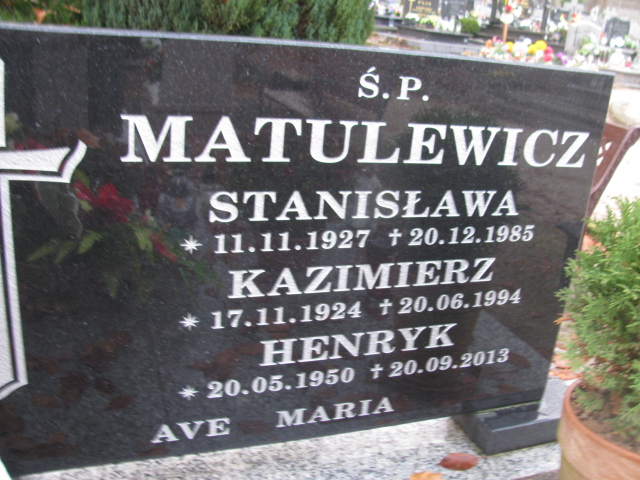 Ś.P.
MATULEWICZ
STANISŁAWA
* 11.11.1927 † 20.12.1985
KAZIMIERZ
* 17.11.1924 † 20.06.1994
HENRYK
* 20.05.1950 † 20.09.2013
AVE MARIA